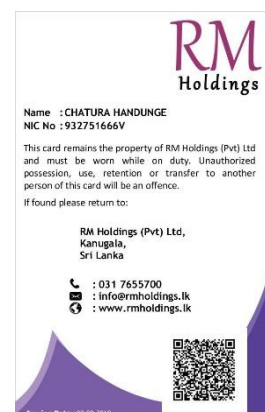 RM
Holdings
Name : CHATURA HANDUNGE
NIC No : 932751666V
This card remains the property of RM Holdings (Pvt) Ltd
and must be worn while on duty. Unauthorized
possession, use, retention or transfer to another
person of this card will be an offence.
If found please return to:
RM Holdings (Pvt) Ltd,
Kanugala,
Sri Lanka
: 031 7655700
: info@rmholdings.lk
: www.rmholdings.lk